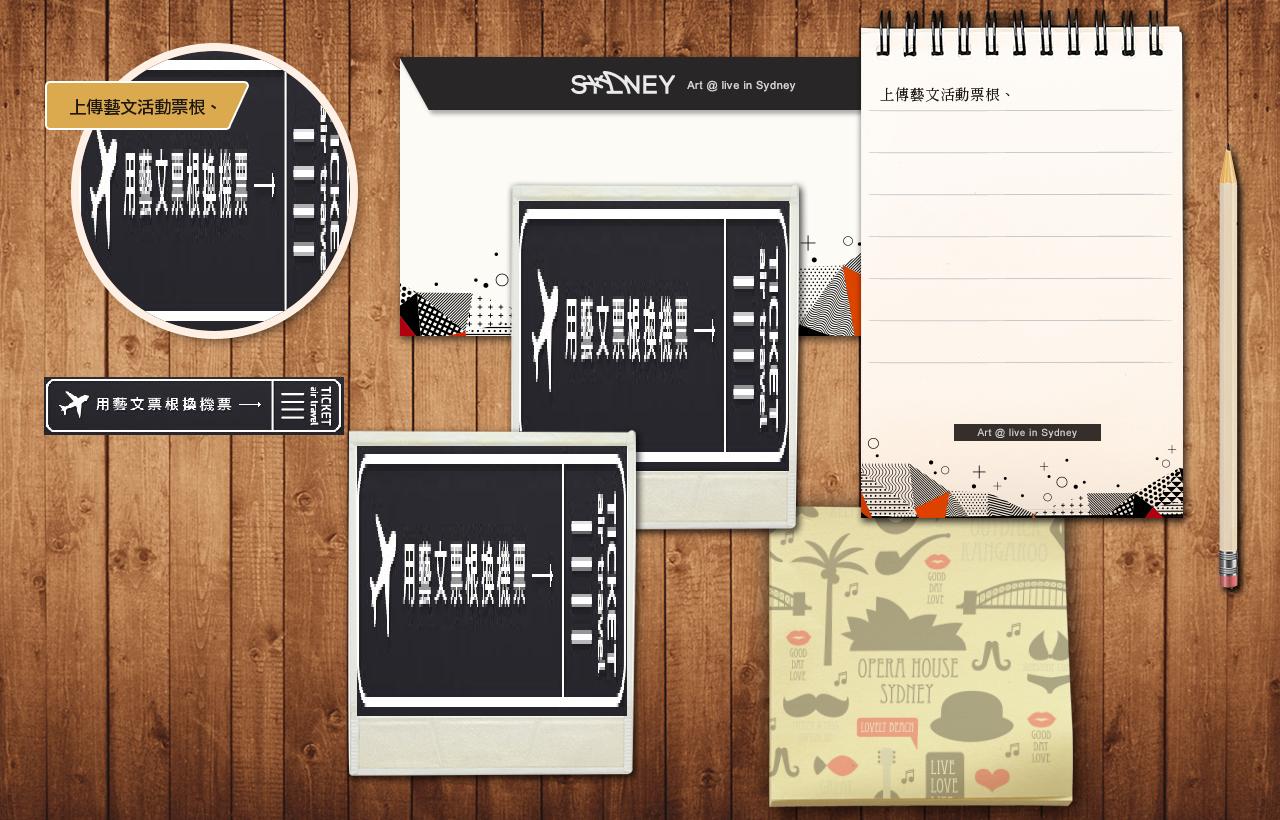 上傳藝文活動票根、
用藝文票根換機票
TICKET
air travel
用藝文票根換機票
TICKET
air travel
SYDNEY Art @ live in Sydney
用藝文票根換機票
TICKET
air travel
用藝文票根換機票
TICKET
air travel
上傳藝文活動票根、
Art @ live in Sydney
OUTBACK
KANGAROO
GOOD
DAY
LOVE
GOOD
DAY
LOVE
OPERA HOUSE
SYDNEY
LOVELY BEACH
GOOD
DAY
LOVE
LIVE
LOVE